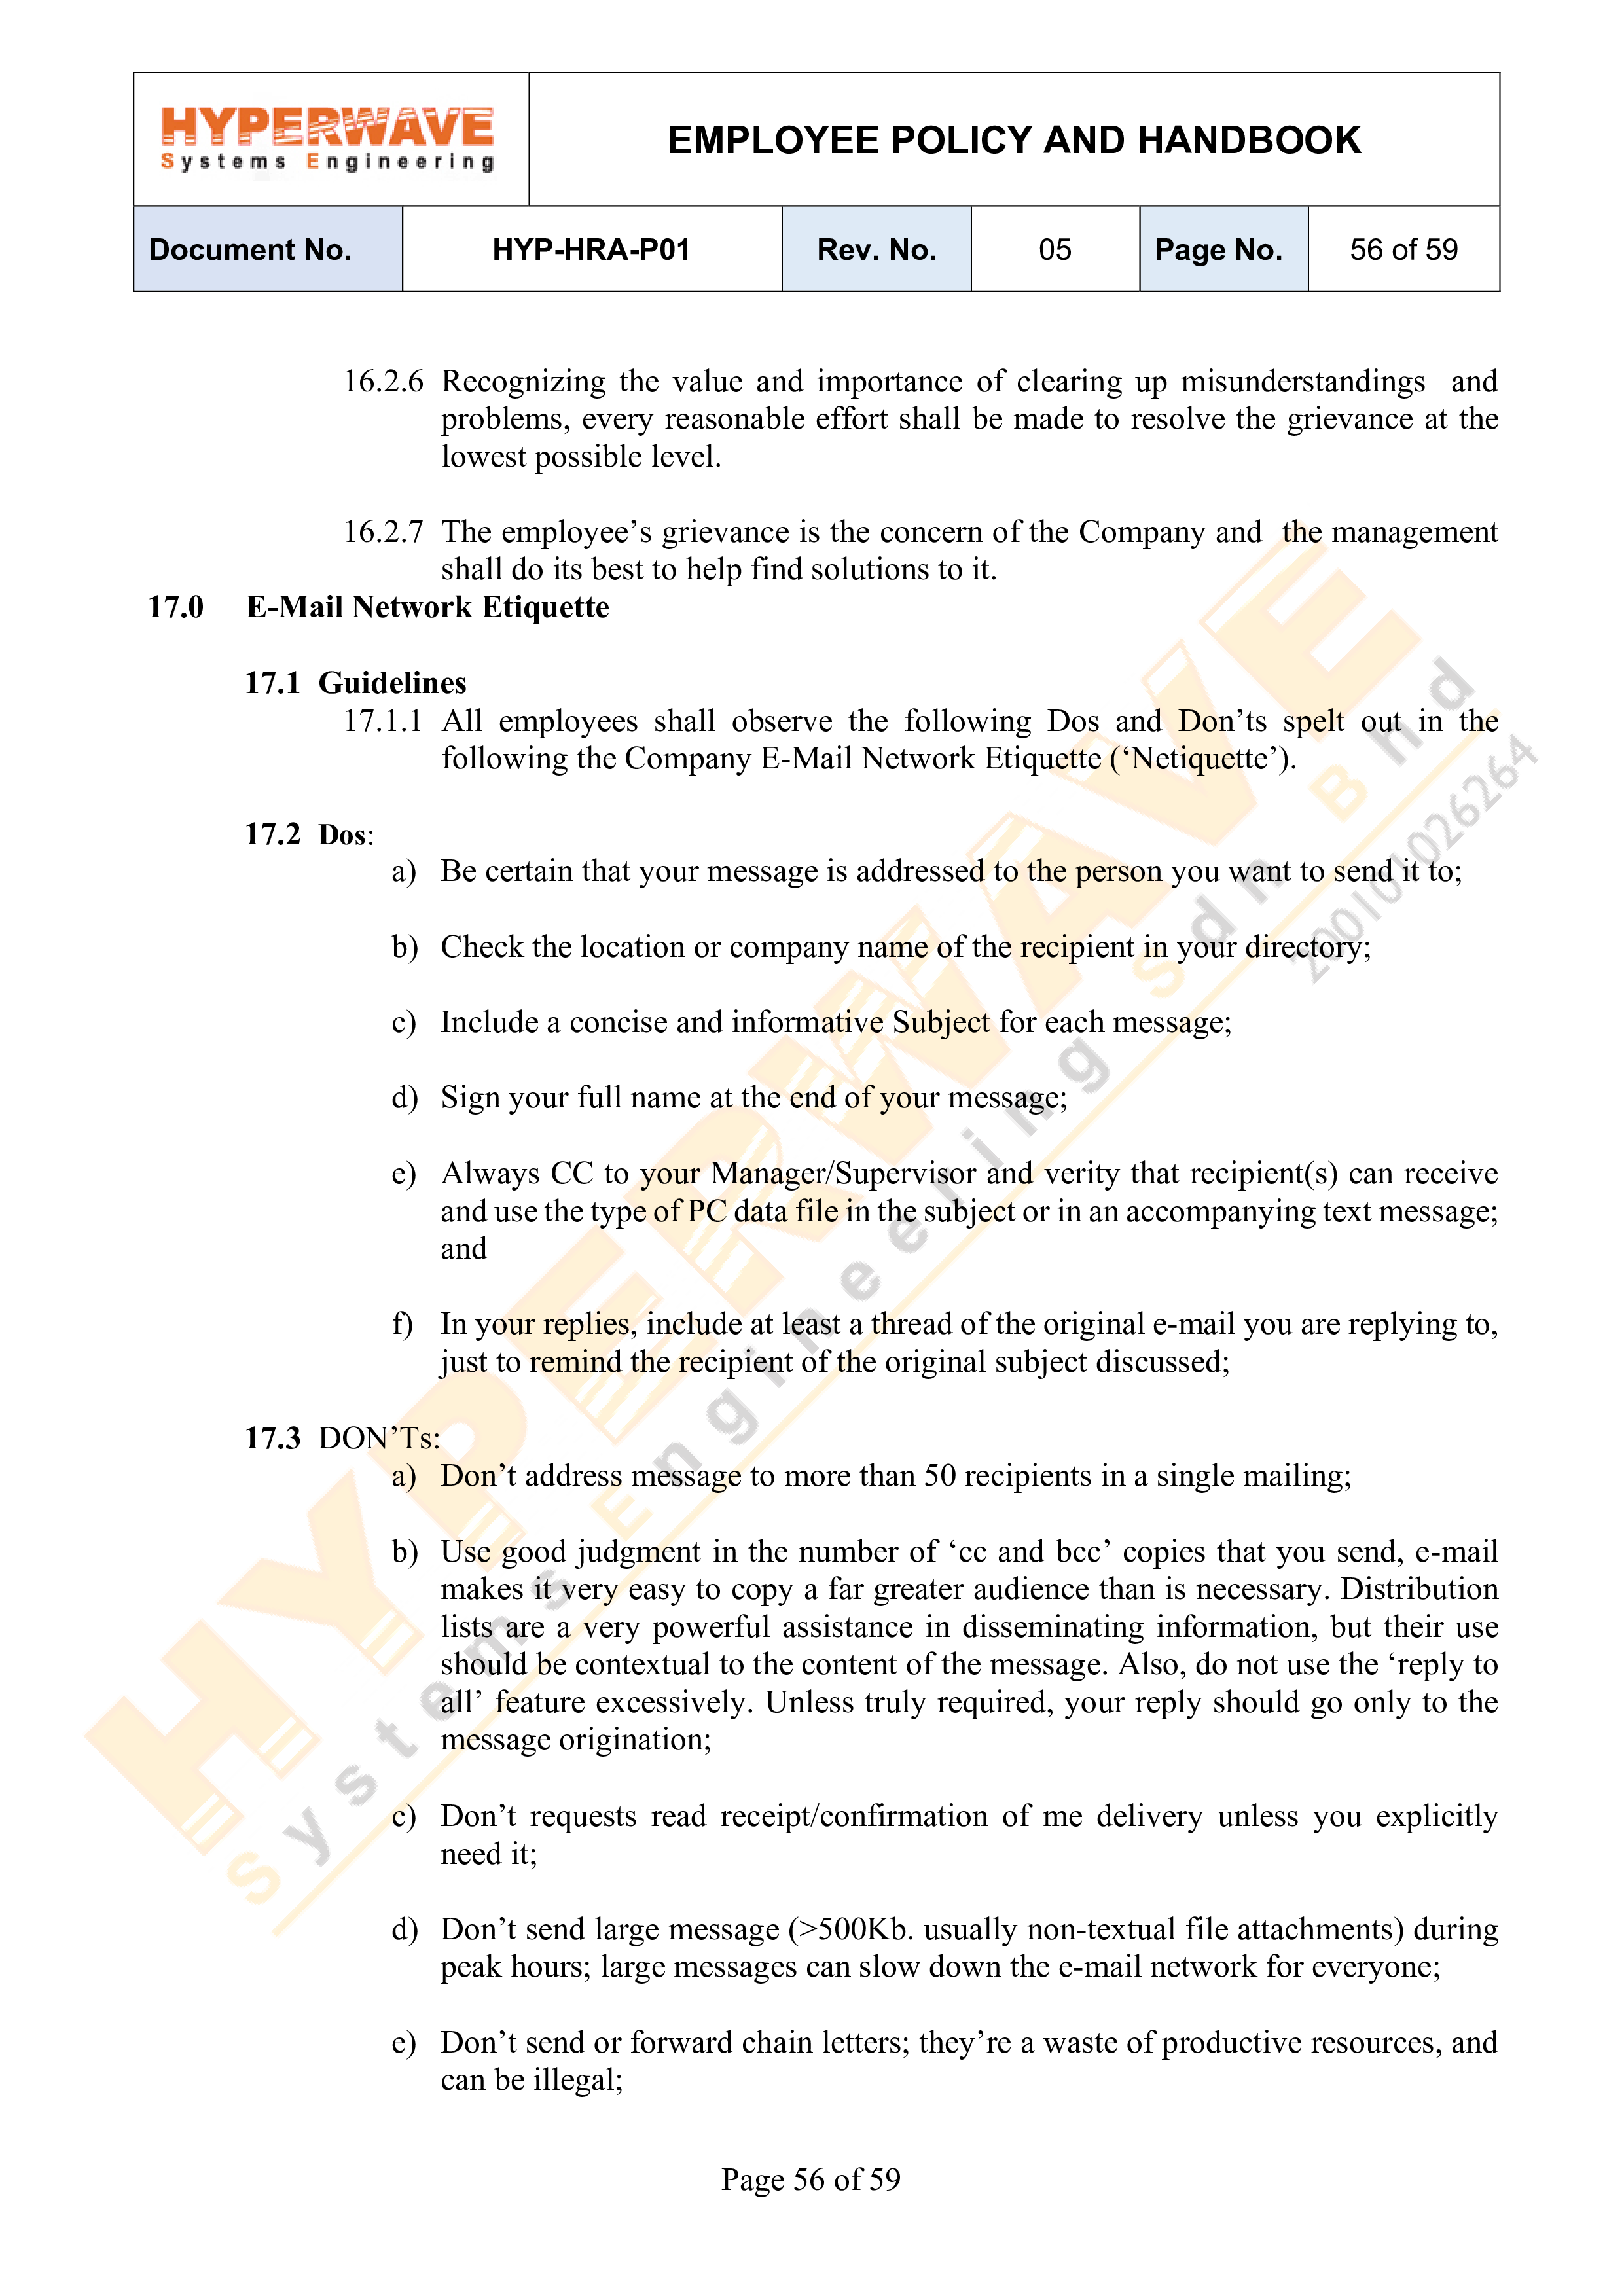 HYPERWAVE
Systems Engineering
EMPLOYEE POLICY AND HANDBOOK
Document No. HYP-HRA-P01 Rev. No. 05 Page No. 56 of 59
16.2.6 Recognizing the value and importance of clearing up misunderstandings and
problems, every reasonable effort shall be made to resolve the grievance at the
lowest possible level.
16.2.7 The employee’s grievance is the concern of the Company and the management
shall do its best to help find solutions to it.
17.0 E-Mail Network Etiquette
17.1 Guidelines
17.1.1 All employees shall observe the following Dos and Don’ts spelt out in the
following the Company E-Mail Network Etiquette (‘Netiquette’).
17.2 Dos:
a) Be certain that your message is addressed to the person you want to send it to;
b) Check the location or company name of the recipient in your directory;
c) Include a concise and informative Subject for each message;
d) Sign your full name at the end of your message;
e) Always CC to your Manager/Supervisor and verity that recipient(s) can receive
and use the type of PC data file in the subject or in an accompanying text message;
and
f) In your replies, include at least a thread of the original e-mail you are replying to,
just to remind the recipient of the original subject discussed;
17.3 DON’Ts:
a) Don’t address message to more than 50 recipients in a single mailing;
b) Use good judgment in the number of ‘cc and bcc’ copies that you send, e-mail
makes it very easy to copy a far greater audience than is necessary. Distribution
lists are a very powerful assistance in disseminating information, but their use
should be contextual to the content of the message. Also, do not use the ‘reply to
all’ feature excessively. Unless truly required, your reply should go only to the
message origination;
c) Don’t requests read receipt/confirmation of me delivery unless you explicitly
need it;
d) Don’t send large message (>500Kb. usually non-textual file attachments) during
peak hours; large messages can slow down the e-mail network for everyone;
e) Don’t send or forward chain letters; they’re a waste of productive resources, and
can be illegal;
HYPERWAVE
Systems Engineering Sdn Bhd
200101026264
Page 56 of 59